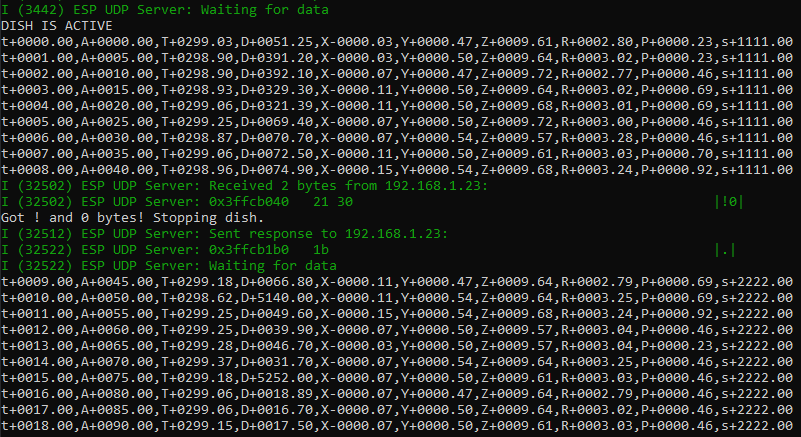 I (3442) ESP UDP Server: Waiting for data
DISH IS ACTIVE
t+0000.00,A+0000.00,T+0299.03,D+0051.25,X-0000.03,Y+0000.47,Z+0009.61,R+0002.80,P+0000.23,s+1111.00
t+0001.00,A+0005.00,T+0298.90,D+0391.20,X-0000.03,Y+0000.50,Z+0009.64,R+0003.02,P+0000.23,s+1111.00
t+0002.00,A+0010.00,T+0298.90,D+0392.10,X-0000.07,Y+0000.47,Z+0009.72,R+0002.77,P+0000.46,s+1111.00
t+0003.00,A+0015.00,T+0298.93,D+0329.30,X-0000.11,Y+0000.50,Z+0009.64,R+0003.02,P+0000.69,s+1111.00
t+0004.00,A+0020.00,T+0299.06,D+0321.39,X-0000.11,Y+0000.50,Z+0009.68,R+0003.01,P+0000.69,s+1111.00
t+0005.00,A+0025.00,T+0299.25,D+0069.40,X-0000.07,Y+0000.50,Z+0009.72,R+0003.00,P+0000.46,s+1111.00
t+0006.00,A+0030.00,T+0298.87,D+0070.70,X-0000.07,Y+0000.54,Z+0009.57,R+0003.28,P+0000.46,s+1111.00
t+0007.00,A+0035.00,T+0299.06,D+0072.50,X-0000.11,Y+0000.50,Z+0009.61,R+0003.03,P+0000.70,s+1111.00
t+0008.00,A+0040.00,T+0298.96,D+0074.90,X-0000.15,Y+0000.54,Z+0009.68,R+0003.24,P+0000.92,s+1111.00
I (32502) ESP UDP Server: Received 2 bytes from 192.168.1.23:
I (32502) ESP UDP Server: 0x3ffcb040   21 30                                             |!0|
Got ! and 0 bytes! Stopping dish.
I (32512) ESP UDP Server: Sent response to 192.168.1.23:
I (32522) ESP UDP Server: 0x3ffcb1b0   1b                                                |.|
I (32522) ESP UDP Server: Waiting for data
t+0009.00,A+0045.00,T+0299.18,D+0066.80,X-0000.11,Y+0000.47,Z+0009.64,R+0002.79,P+0000.69,s+2222.00
t+0010.00,A+0050.00,T+0298.62,D+5140.00,X-0000.11,Y+0000.54,Z+0009.64,R+0003.25,P+0000.69,s+2222.00
t+0011.00,A+0055.00,T+0299.25,D+0049.60,X-0000.15,Y+0000.54,Z+0009.68,R+0003.24,P+0000.92,s+2222.00
t+0012.00,A+0060.00,T+0299.25,D+0039.90,X-0000.07,Y+0000.50,Z+0009.57,R+0003.04,P+0000.46,s+2222.00
t+0013.00,A+0065.00,T+0299.28,D+0046.70,X-0000.03,Y+0000.50,Z+0009.57,R+0003.04,P+0000.23,s+2222.00
t+0014.00,A+0070.00,T+0299.37,D+0031.70,X-0000.07,Y+0000.54,Z+0009.64,R+0003.25,P+0000.46,s+2222.00
t+0015.00,A+0075.00,T+0299.18,D+5252.00,X-0000.07,Y+0000.50,Z+0009.61,R+0003.03,P+0000.46,s+2222.00
t+0016.00,A+0080.00,T+0299.06,D+0018.89,X-0000.07,Y+0000.47,Z+0009.64,R+0002.79,P+0000.46,s+2222.00
t+0017.00,A+0085.00,T+0299.06,D+0016.70,X-0000.07,Y+0000.50,Z+0009.64,R+0003.02,P+0000.46,s+2222.00
t+0018.00,A+0090.00,T+0299.15,D+0017.50,X-0000.07,Y+0000.50,Z+0009.61,R+0003.03,P+0000.46,s+2222.00